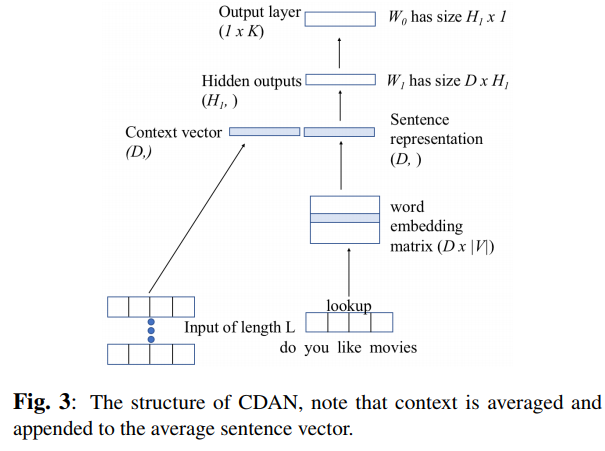 Output layer
(1 x K)
W₀ has size H₁ x 1
Hidden outputs
(H₁, )
W₁ has size D x H₁
Context vector
(D,)
Sentence
representation
(D, )
word
embedding
matrix (D x |V|)
lookup
Input of length L
do you like movies
Fig. 3: The structure of CDAN, note that context is averaged and
appended to the average sentence vector.